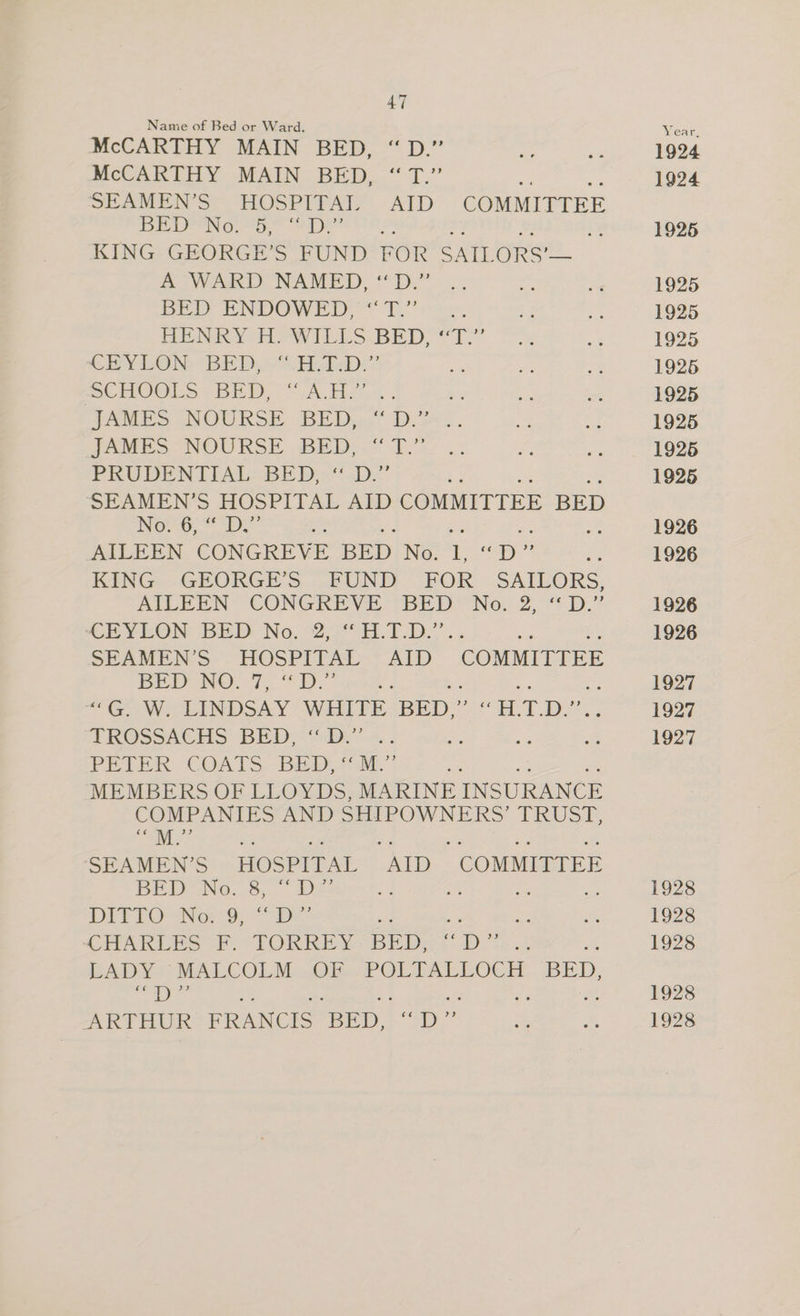 47
Name of Bed or Ward. Year.
McCARTHY MAIN BED, “D.” .. .. 1924
McCARTHY MAIN BED, “T.” .. .. 1924
SEAMEN’S HOSPITAL AID COMMITTEE
BED No. 5, “D.” .. .. .. .. 1925
KING GEORGE’S FUND FOR SAILORS’—
A WARD NAMED, “D.” .. .. .. 1925
BED ENDOWED, “T.” .. .. .. 1925
HENRY H. WILLS BED, “T.” .. .. 1925
CEYLON BED, “H.T.D.” .. .. .. 1925
SCHOOLS BED, “A.H.” .. .. .. .. 1925
JAMES NOURSE BED, “D.” .. .. .. 1925
JAMES NOURSE BED, “T.” .. .. .. 1925
PRUDENTIAL BED, “D.” .. .. .. 1925
SEAMEN’S HOSPITAL AID COMMITTEE BED
No. 6, “D.” .. .. .. .. .. 1926
AILEEN CONGREVE BED No. 1, “D” .. 1926
KING GEORGE’S FUND FOR SAILORS,
AILEEN CONGREVE BED No. 2, “D.” 1926
CEYLON BED No. 2, “H.T.D.”.. .. .. 1926
SEAMEN’S HOSPITAL AID COMMITTEE
BED NO. 7, “D.” .. .. .. .. 1927
“G. W. LINDSAY WHITE BED,” “H.T.D.”.. 1927
TROSSACHS BED, “D.” .. .. .. .. 1927
PETER COATS BED, “M.” .. .. ..
MEMBERS OF LLOYDS, MARINE INSURANCE
COMPANIES AND SHIPOWNERS’ TRUST,
“M.” .. .. .. .. .. ..
SEAMEN’S HOSPITAL AID COMMITTEE
BED No. 8, “D” .. .. .. .. 1928
DITTO No. 9, “D” .. .. .. .. 1928
CHARLES F. TORREY BED, “D” .. .. 1928
LADY MALCOLM OF POLTALLOCH BED,
“D” .. .. .. .. .. .. 1928
ARTHUR FRANCIS BED, “D” .. .. 1928